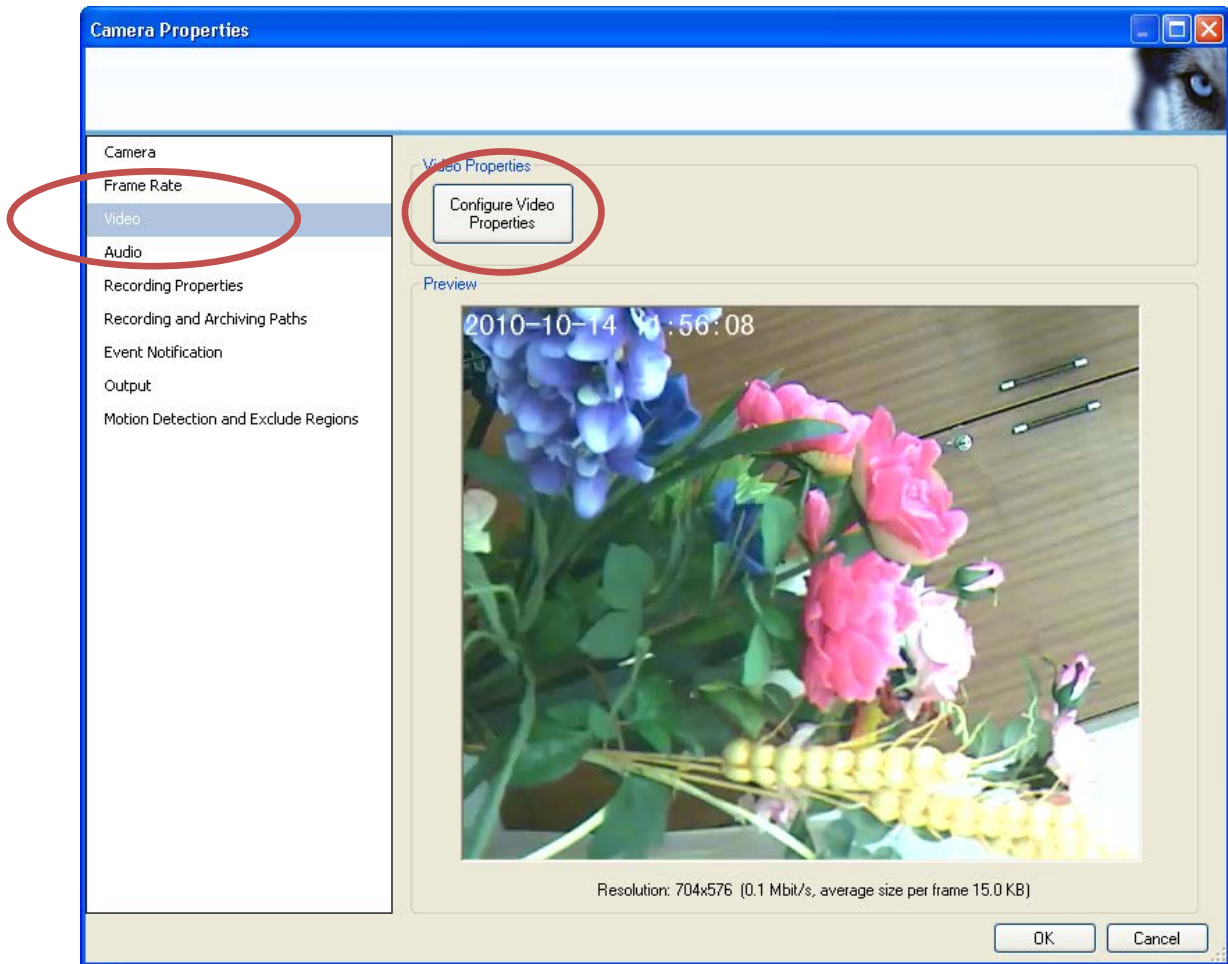 Camera Properties
Camera
Frame Rate
Video
Audio
Recording Properties
Recording and Archiving Paths
Event Notification
Output
Motion Detection and Exclude Regions
Video Properties
Configure Video
Properties
Preview
2010-10-14 11:56:08
Resolution: 704x576 (0.1 Mbit/s, average size per frame 15.0 KB)
OK
Cancel